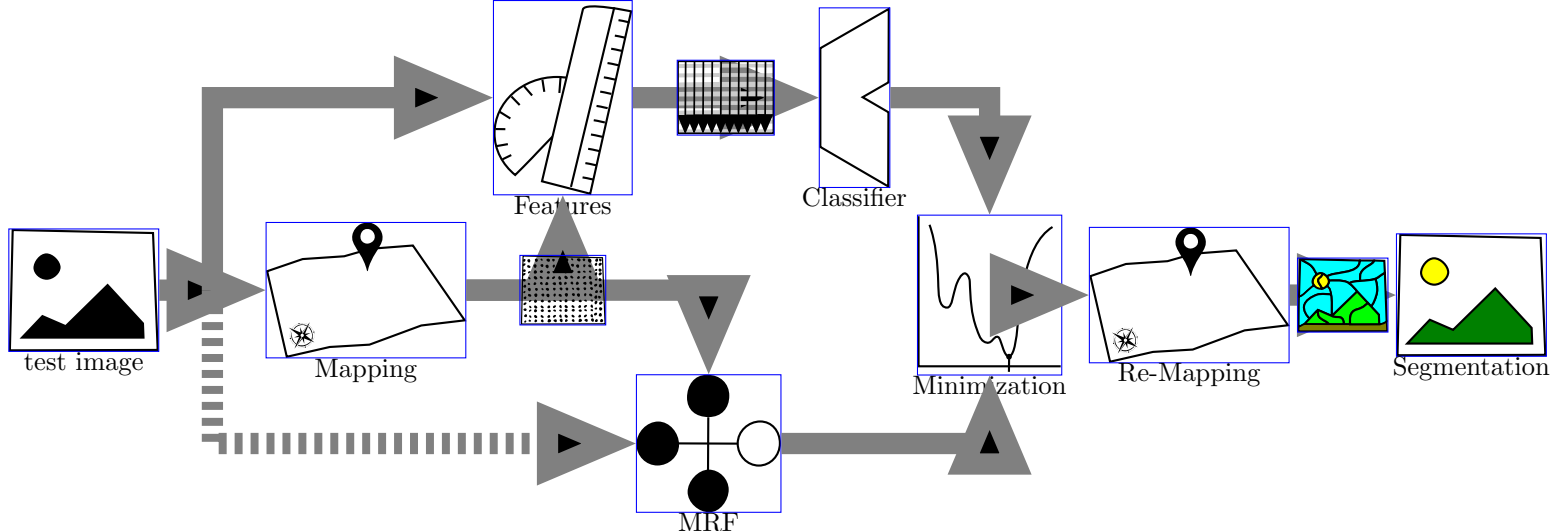 Features
Classifier
test image
Mapping
Minimization
Re-Mapping
Segmentation
MRF